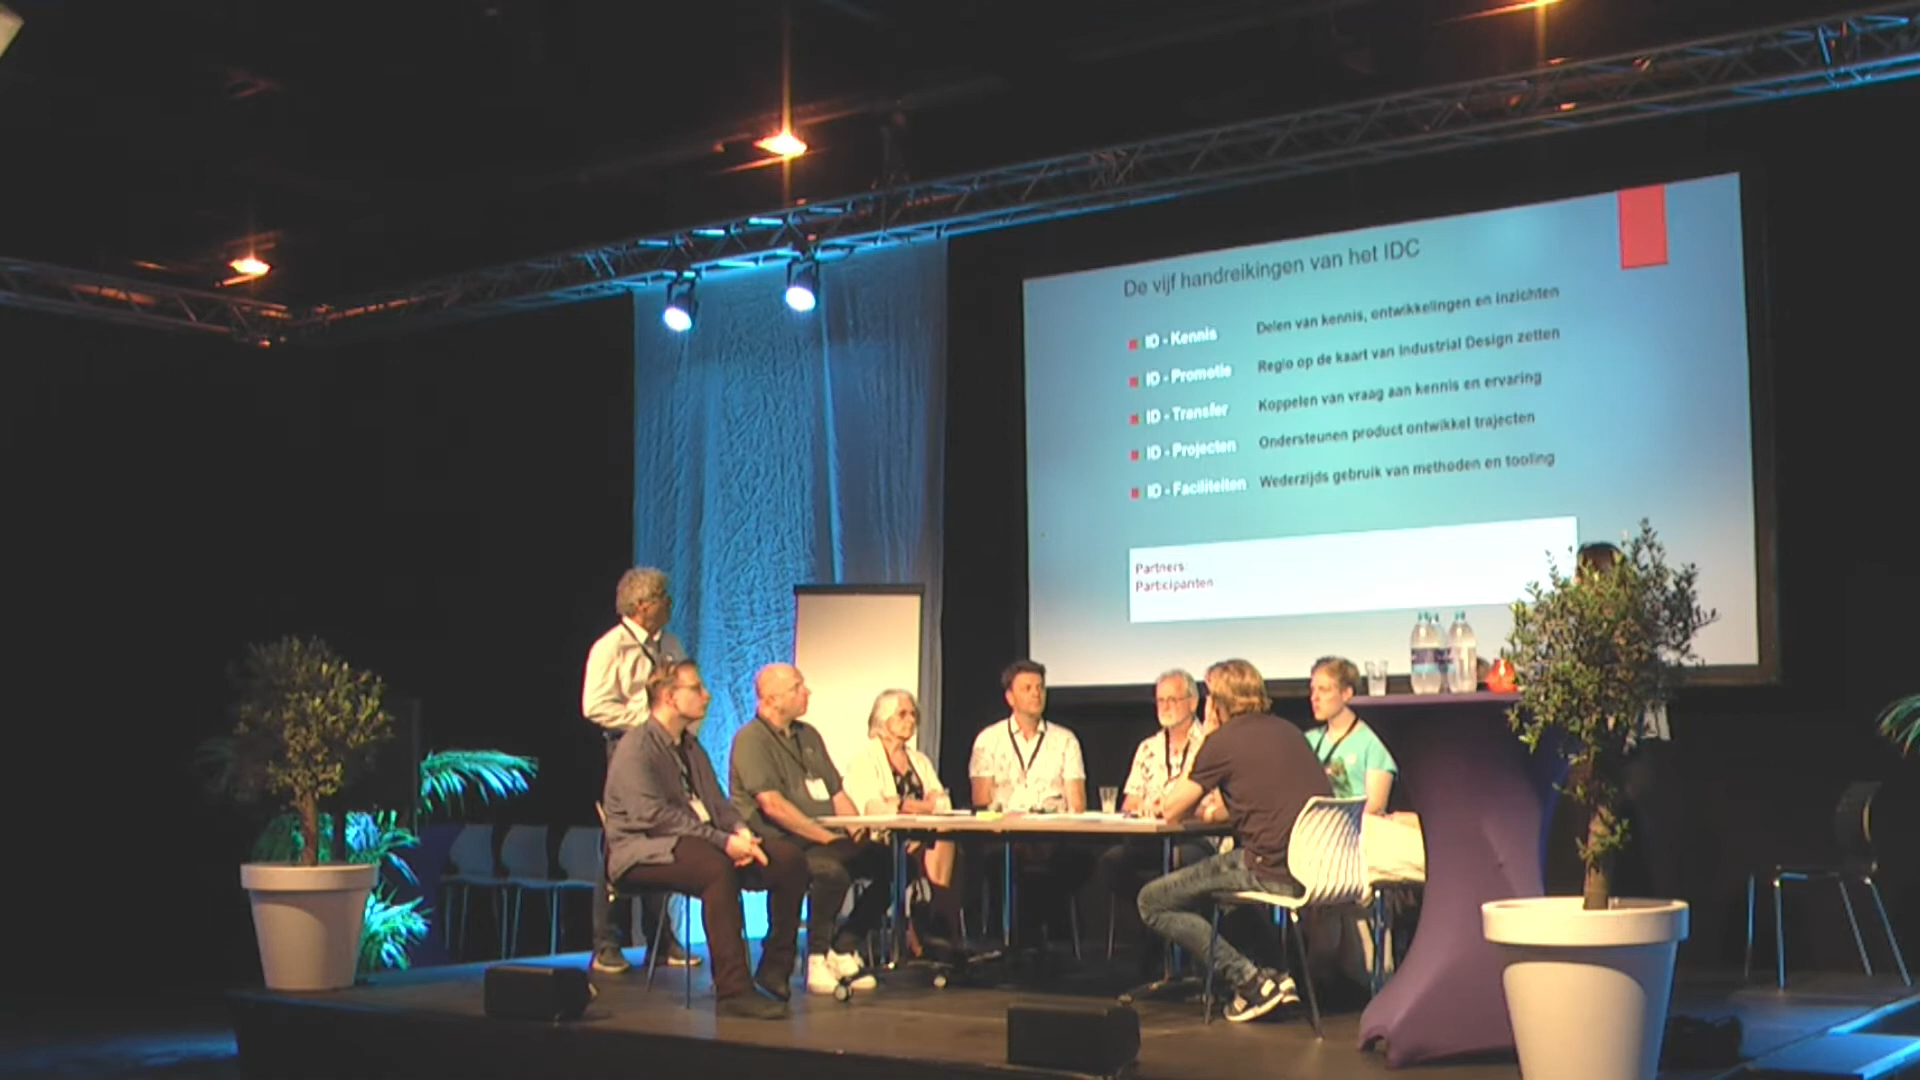 De vijf handreikingen van het IDC
ID - Kennis Delen van kennis, ontwikkelingen en inzichten
ID - Promotie Regio op de kaart van Industrial Design zetten
ID - Transfer Koppelen van vraag aan kennis en ervaring
ID - Projecten Ondersteunen product ontwikkel trajecten
ID - Faciliteiten Wederzijds gebruik van methoden en tooling
Partners:
Participanten